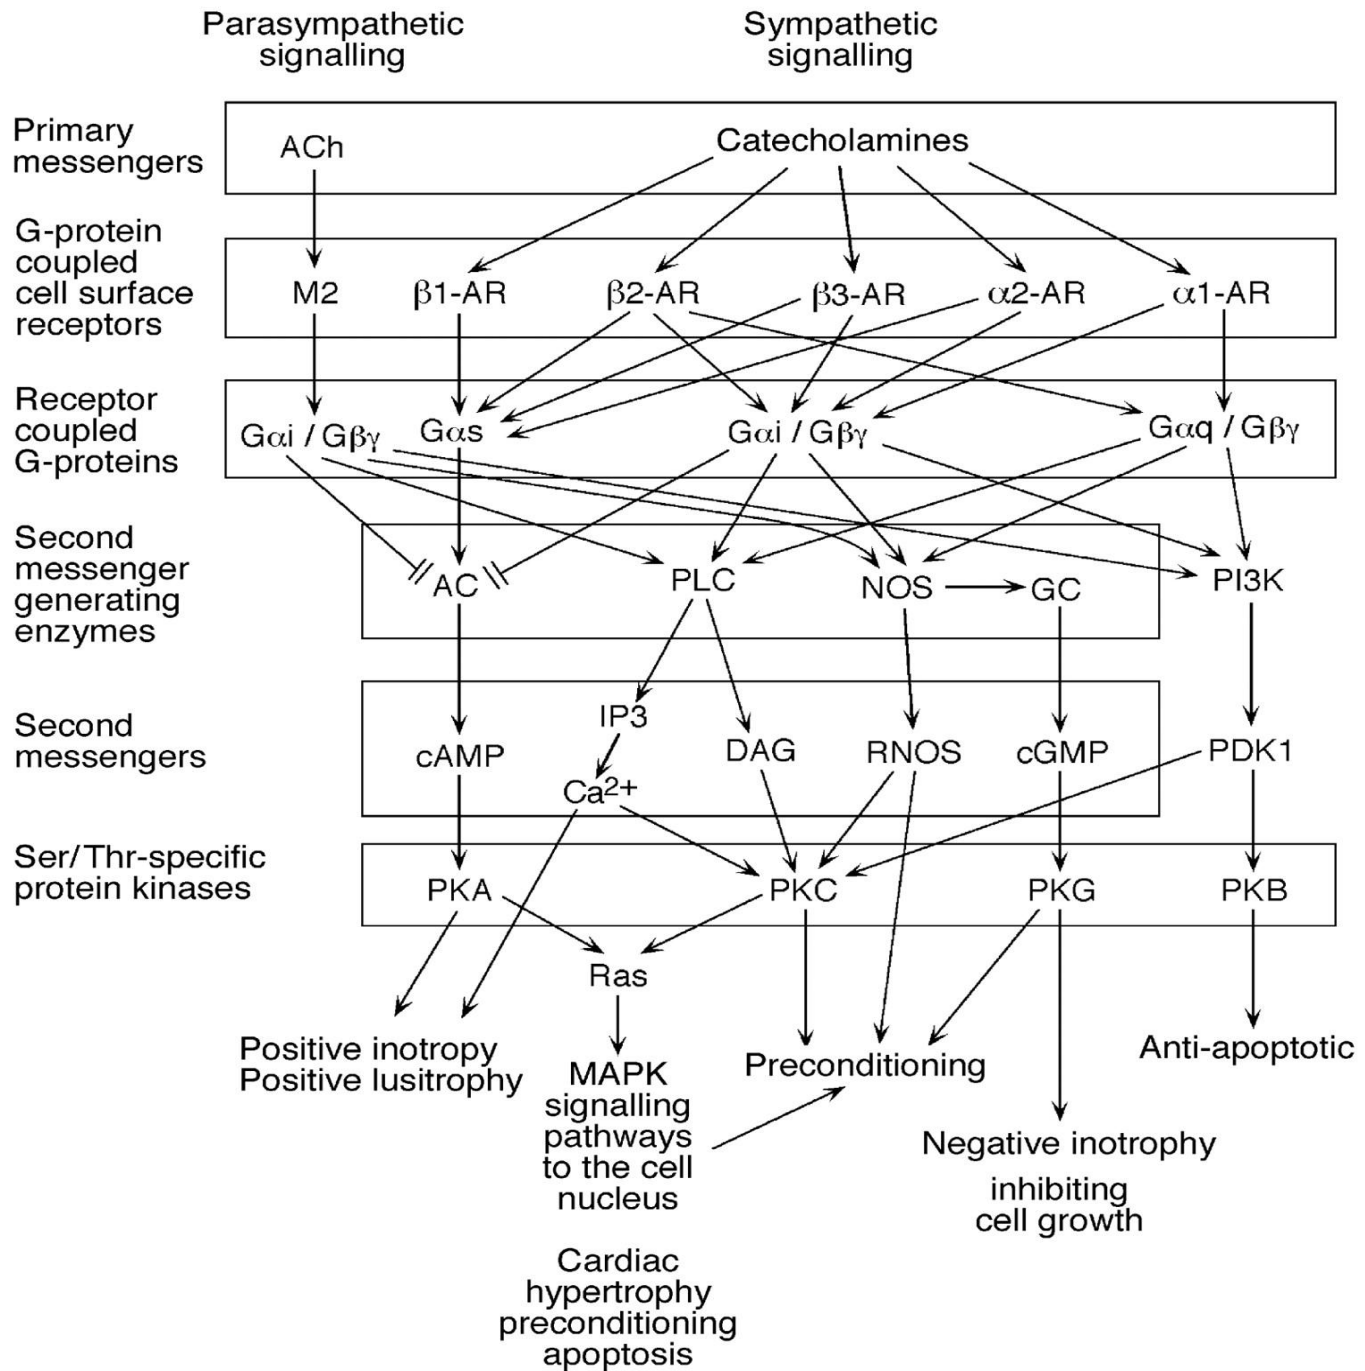 Parasympathetic
signalling
Sympathetic
signalling
Primary
messengers
ACh
Catecholamines
G-protein
coupled
cell surface
receptors
M2
β1-AR
β2-AR
β3-AR
α2-AR
α1-AR
Receptor
coupled
G-proteins
Gαi / Gβγ
Gαs
Gαi / Gβγ
Gαq / Gβγ
Second
messenger
generating
enzymes
AC
PLC
NOS
GC
PI3K
Second
messengers
cAMP
IP3
Ca2+
DAG
RNOS
cGMP
PDK1
Ser/Thr-specific
protein kinases
PKA
PKC
PKG
PKB
Ras
Positive inotropy
Positive lusitrophy
MAPK
signalling
pathways
to the cell
nucleus
Preconditioning
Anti-apoptotic
Negative inotrophy
inhibiting
cell growth
Cardiac
hypertrophy
preconditioning
apoptosis